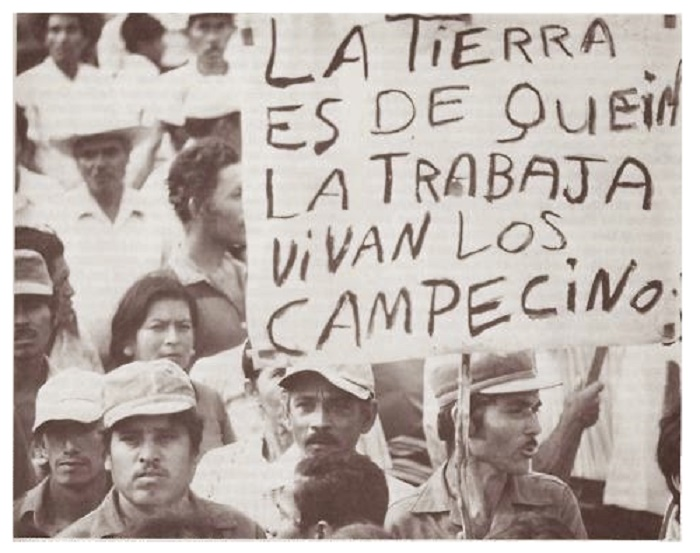 LA TiERRA
ES DE QUEiN
LA TRABAJA
ViVAN LOS
CAMPECiNO